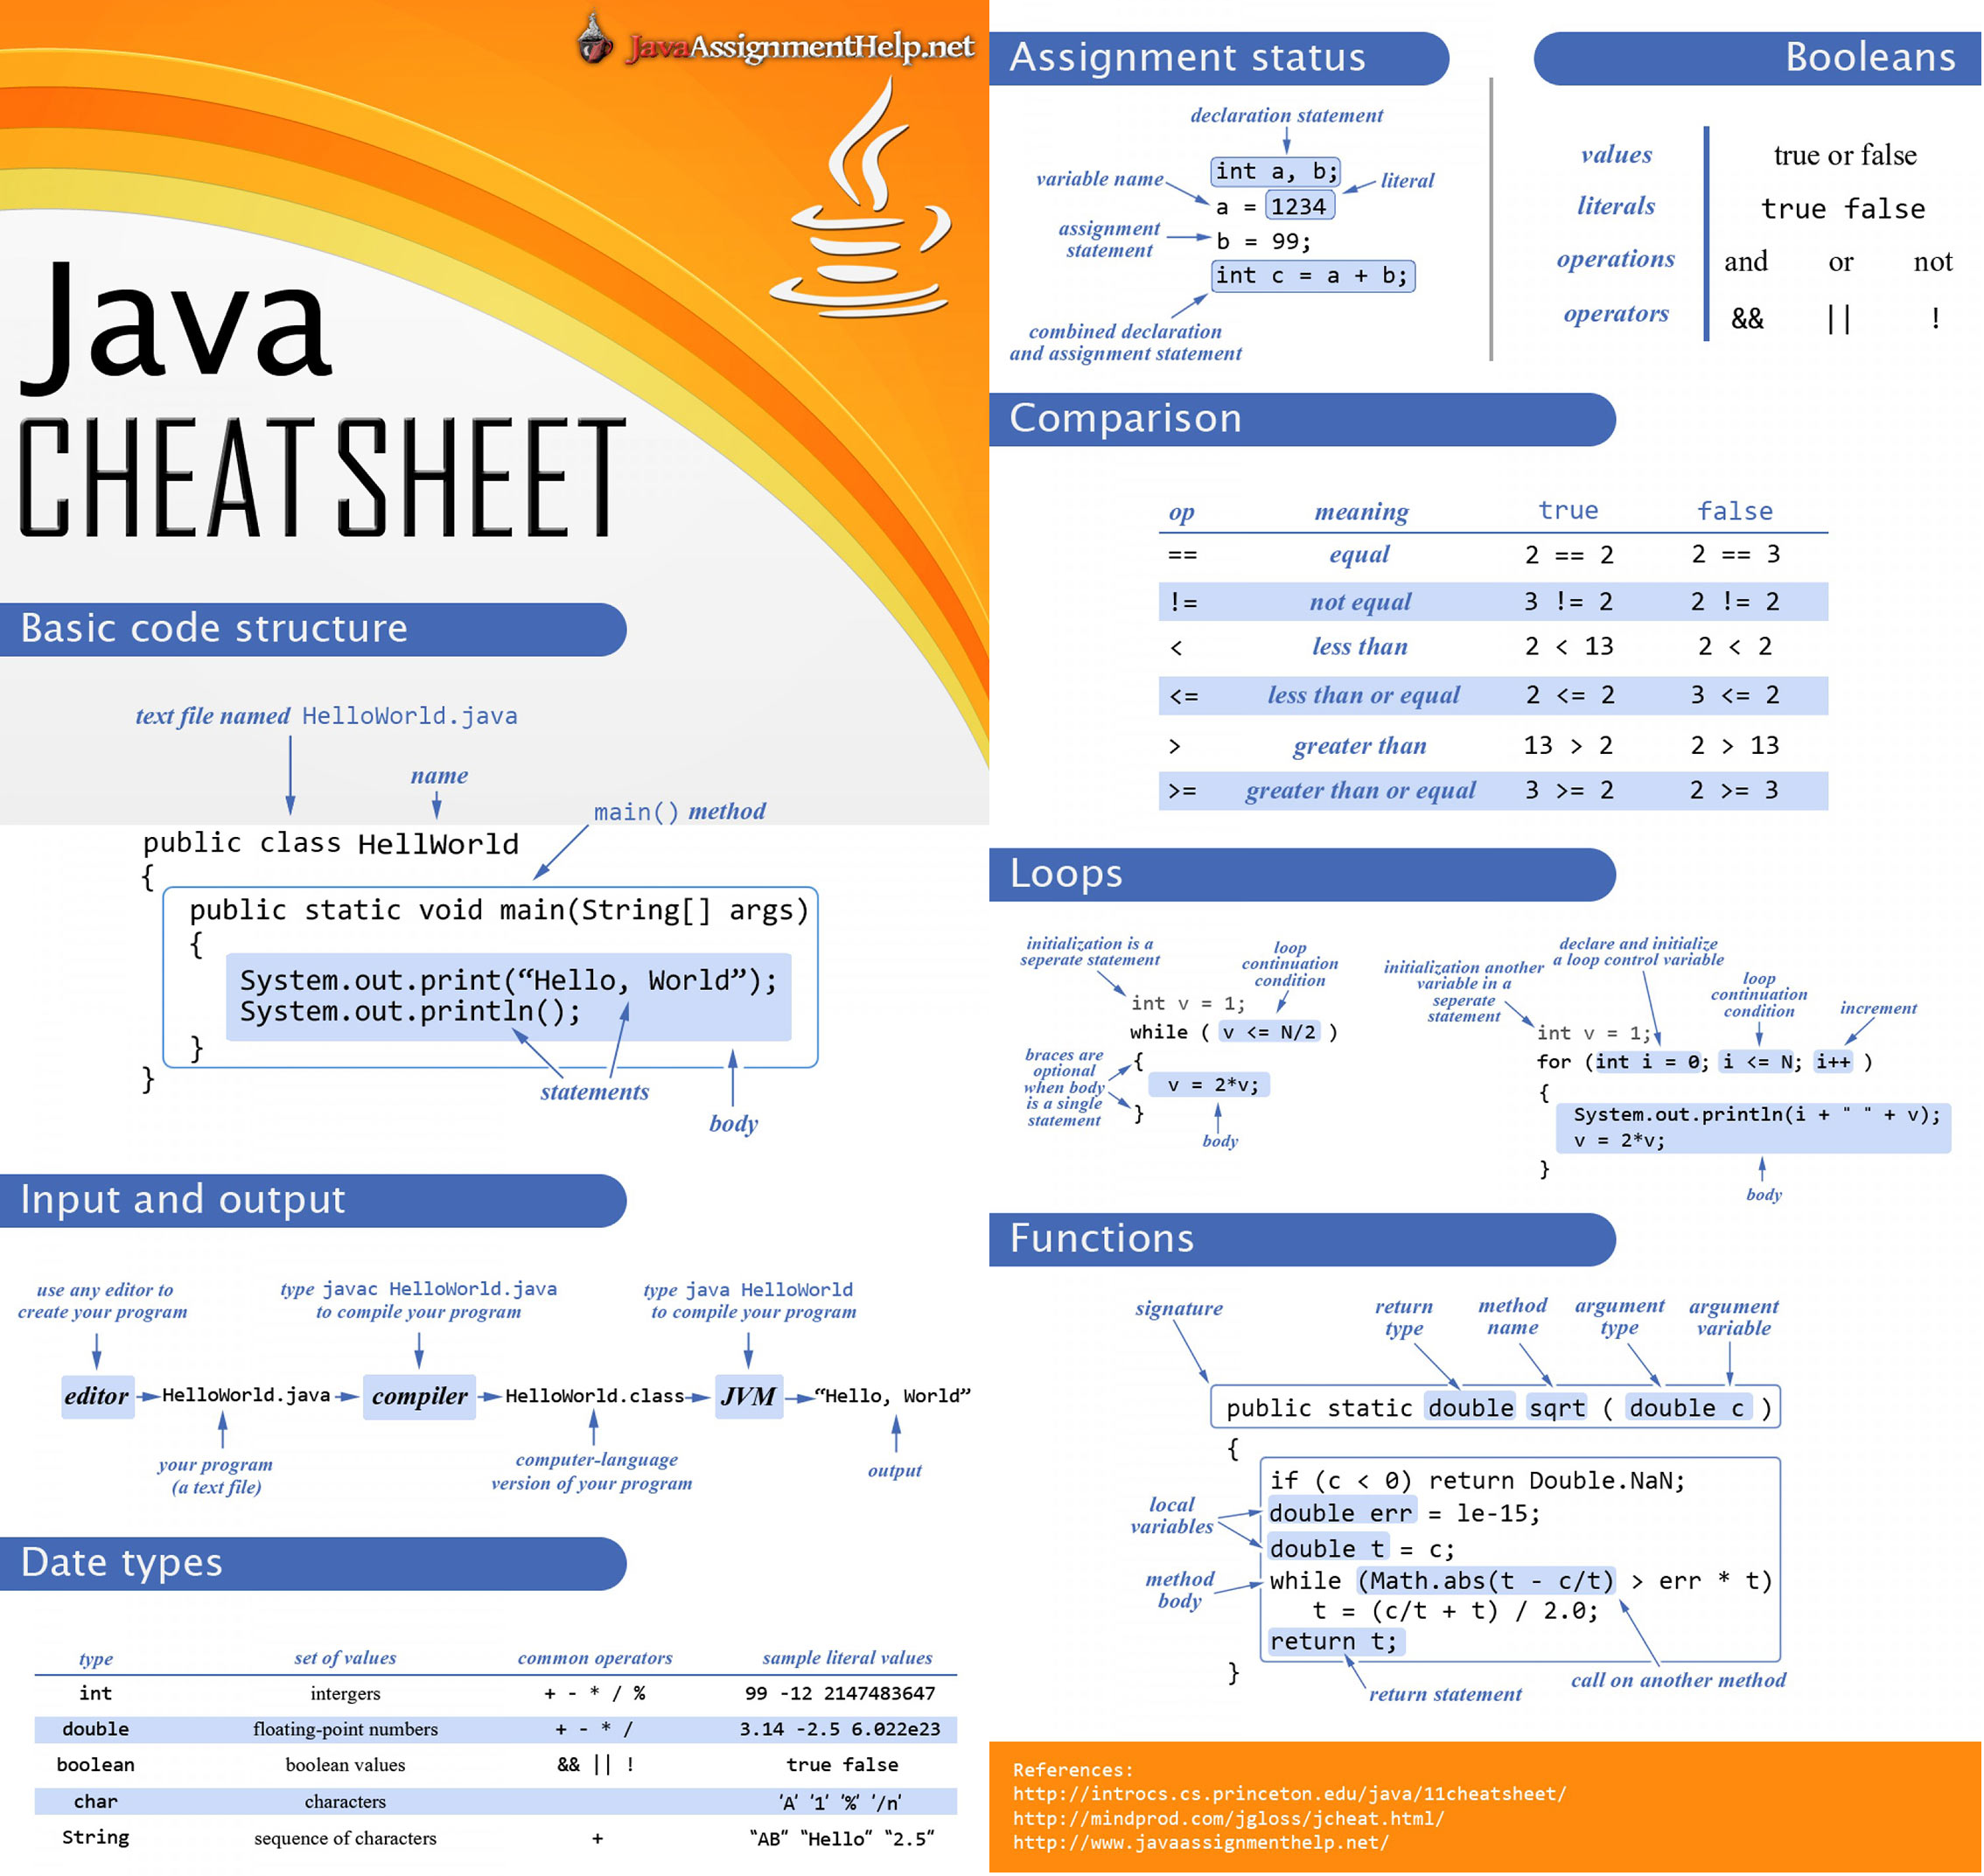 JavaAssignmentHelp.net
Java
CHEAT SHEET
Basic code structure
text file named HelloWorld.java
name
main() method
public class HellWorld
{
public static void main(String[] args)
{
System.out.print(“Hello, World”);
System.out.println();
}
}
statements
body
Input and output
use any editor to
create your program
type javac HelloWorld.java
to compile your program
type java HelloWorld
to compile your program
editor
HelloWorld.java
compiler
HelloWorld.class
JVM
“Hello, World”
your program
(a text file)
computer-language
version of your program
output
Date types
type set of values common operators sample literal values
int intergers + - * / % 99 -12 2147483647
double floating-point numbers + - * / 3.14 -2.5 6.022e23
boolean boolean values && || ! true false
char characters 'A' '1' '%' '/n'
String sequence of characters + “AB” “Hello” “2.5”
Assignment status
declaration statement
int a, b;
variable name
literal
a = 1234
assignment
statement
b = 99;
int c = a + b;
combined declaration
and assignment statement
Booleans
values true or false
literals true false
operations and or not
operators && || !
Comparison
op meaning true false
== equal 2 == 2 2 == 3
!= not equal 3 != 2 2 != 2
< less than 2 < 13 2 < 2
<= less than or equal 2 <= 2 3 <= 2
> greater than 13 > 2 2 > 13
>= greater than or equal 3 >= 2 2 >= 3
Loops
initialization is a
seperate statement
loop
continuation
condition
int v = 1;
while ( v <= N/2 )
braces are
optional
when body
is a single
statement
{
v = 2*v;
}
body
initialization another
variable in a
seperate
statement
declare and initialize
a loop control variable
loop
continuation
condition
increment
int v = 1;
for (int i = 0; i <= N; i++ )
{
System.out.println(i + " " + v);
v = 2*v;
}
body
Functions
signature
return
type
method
name
argument
type
argument
variable
public static double sqrt ( double c )
{
if (c < 0) return Double.NaN;
local
variables
double err = le-15;
double t = c;
method
body
while (Math.abs(t - c/t) > err * t)
t = (c/t + t) / 2.0;
return t;
}
return statement
call on another method
References:
http://introcs.cs.princeton.edu/java/11cheatsheet/
http://mindprod.com/jgloss/jcheat.html/
http://www.javaassignmenthelp.net/